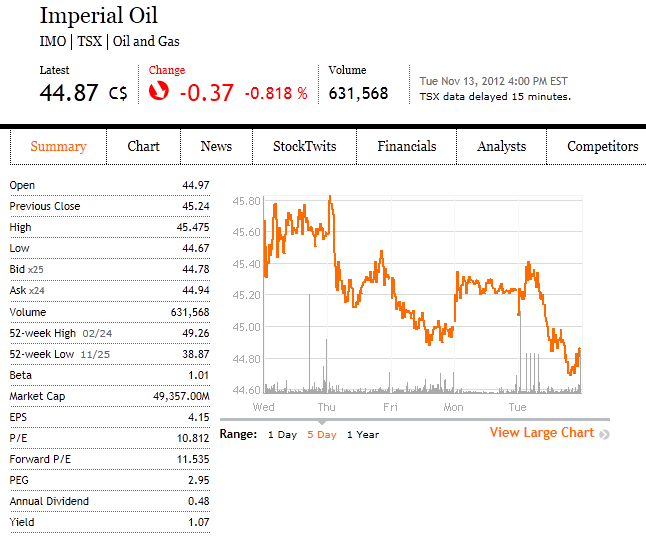 Imperial Oil
IMO | TSX | Oil and Gas
Latest Change Volume
44.87 C$ -0.37 -0.818 % 631,568
Tue Nov 13, 2012 4:00 PM EST
TSX data delayed 15 minutes.
Summary Chart News StockTwits Financials Analysts Competitors
Open 44.97
Previous Close 45.24
High 45.475
Low 44.67
Bid x25 44.78
Ask x24 44.94
Volume 631,568
52-week High 02/24 49.26
52-week Low 11/25 38.87
Beta 1.01
Market Cap 49,357.00M
EPS 4.15
P/E 10.812
Forward P/E 11.535
PEG 2.95
Annual Dividend 0.48
Yield 1.07
45.80
45.60
45.40
45.20
45.00
44.80
44.60
Wed Thu Fri Mon Tue
Range: 1 Day 5 Day 1 Year View Large Chart